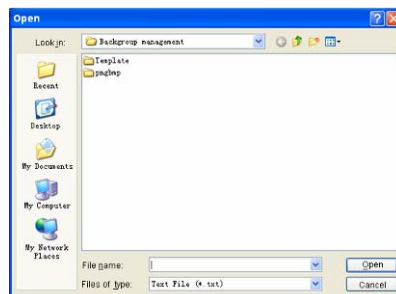 Open
Look in: Backgroup management
Template
pngbmp
Recent
Desktop
My Documents
My Computer
My Network
Places
File name:
Open
Files of type: Text File (*.txt)
Cancel